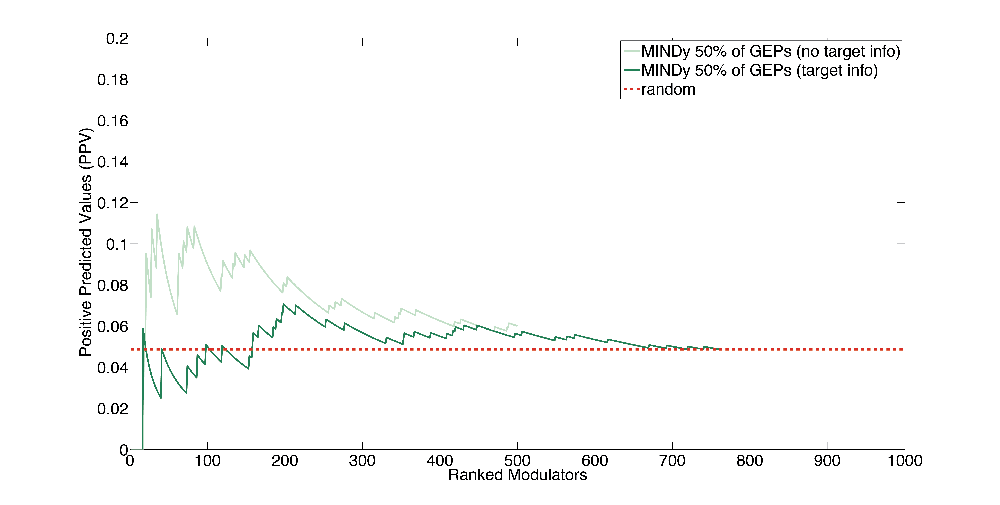 0.2
0.18
0.16
0.14
0.12
0.1
0.08
0.06
0.04
0.02
0
Positive Predicted Values (PPV)
MINDy 50% of GEPs (no target info)
MINDy 50% of GEPs (target info)
random
0 100 200 300 400 500 600 700 800 900 1000
Ranked Modulators